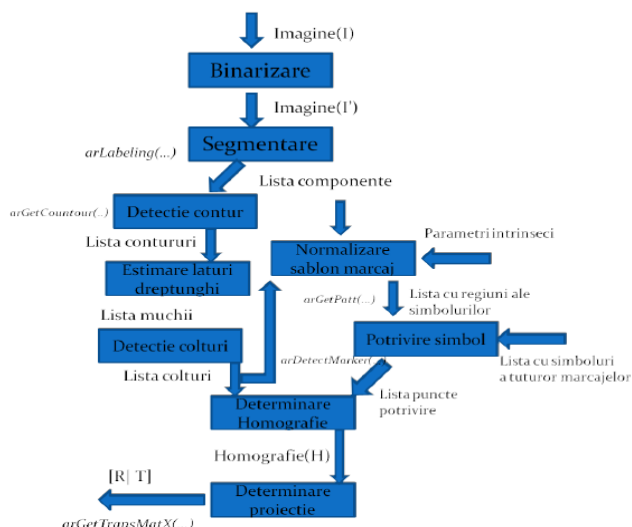 Imagine(I)
Binarizare
Imagine(I')
Segmentare
arLabeling(...)
Lista componente
arGetCountour(..)
Detectie contur
Lista contururi
Parametri intrinseci
Normalizare
sablon marcaj
Estimare laturi
dreptunghi
arGetPatt(...)
Lista cu regiuni ale
simbolurilor
Lista muchii
Detectie colturi
Potrivire simbol
Lista colturi
arDetectMarker(...)
Lista cu simboluri
a tuturor marcajelor
Lista puncte
potrivire
Determinare
Homografie
Homografie(H)
[R| T]
Determinare
proiectie
arGetTransMatX(...)